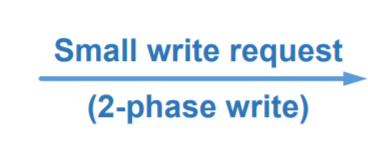 Small write request
(2-phase write)